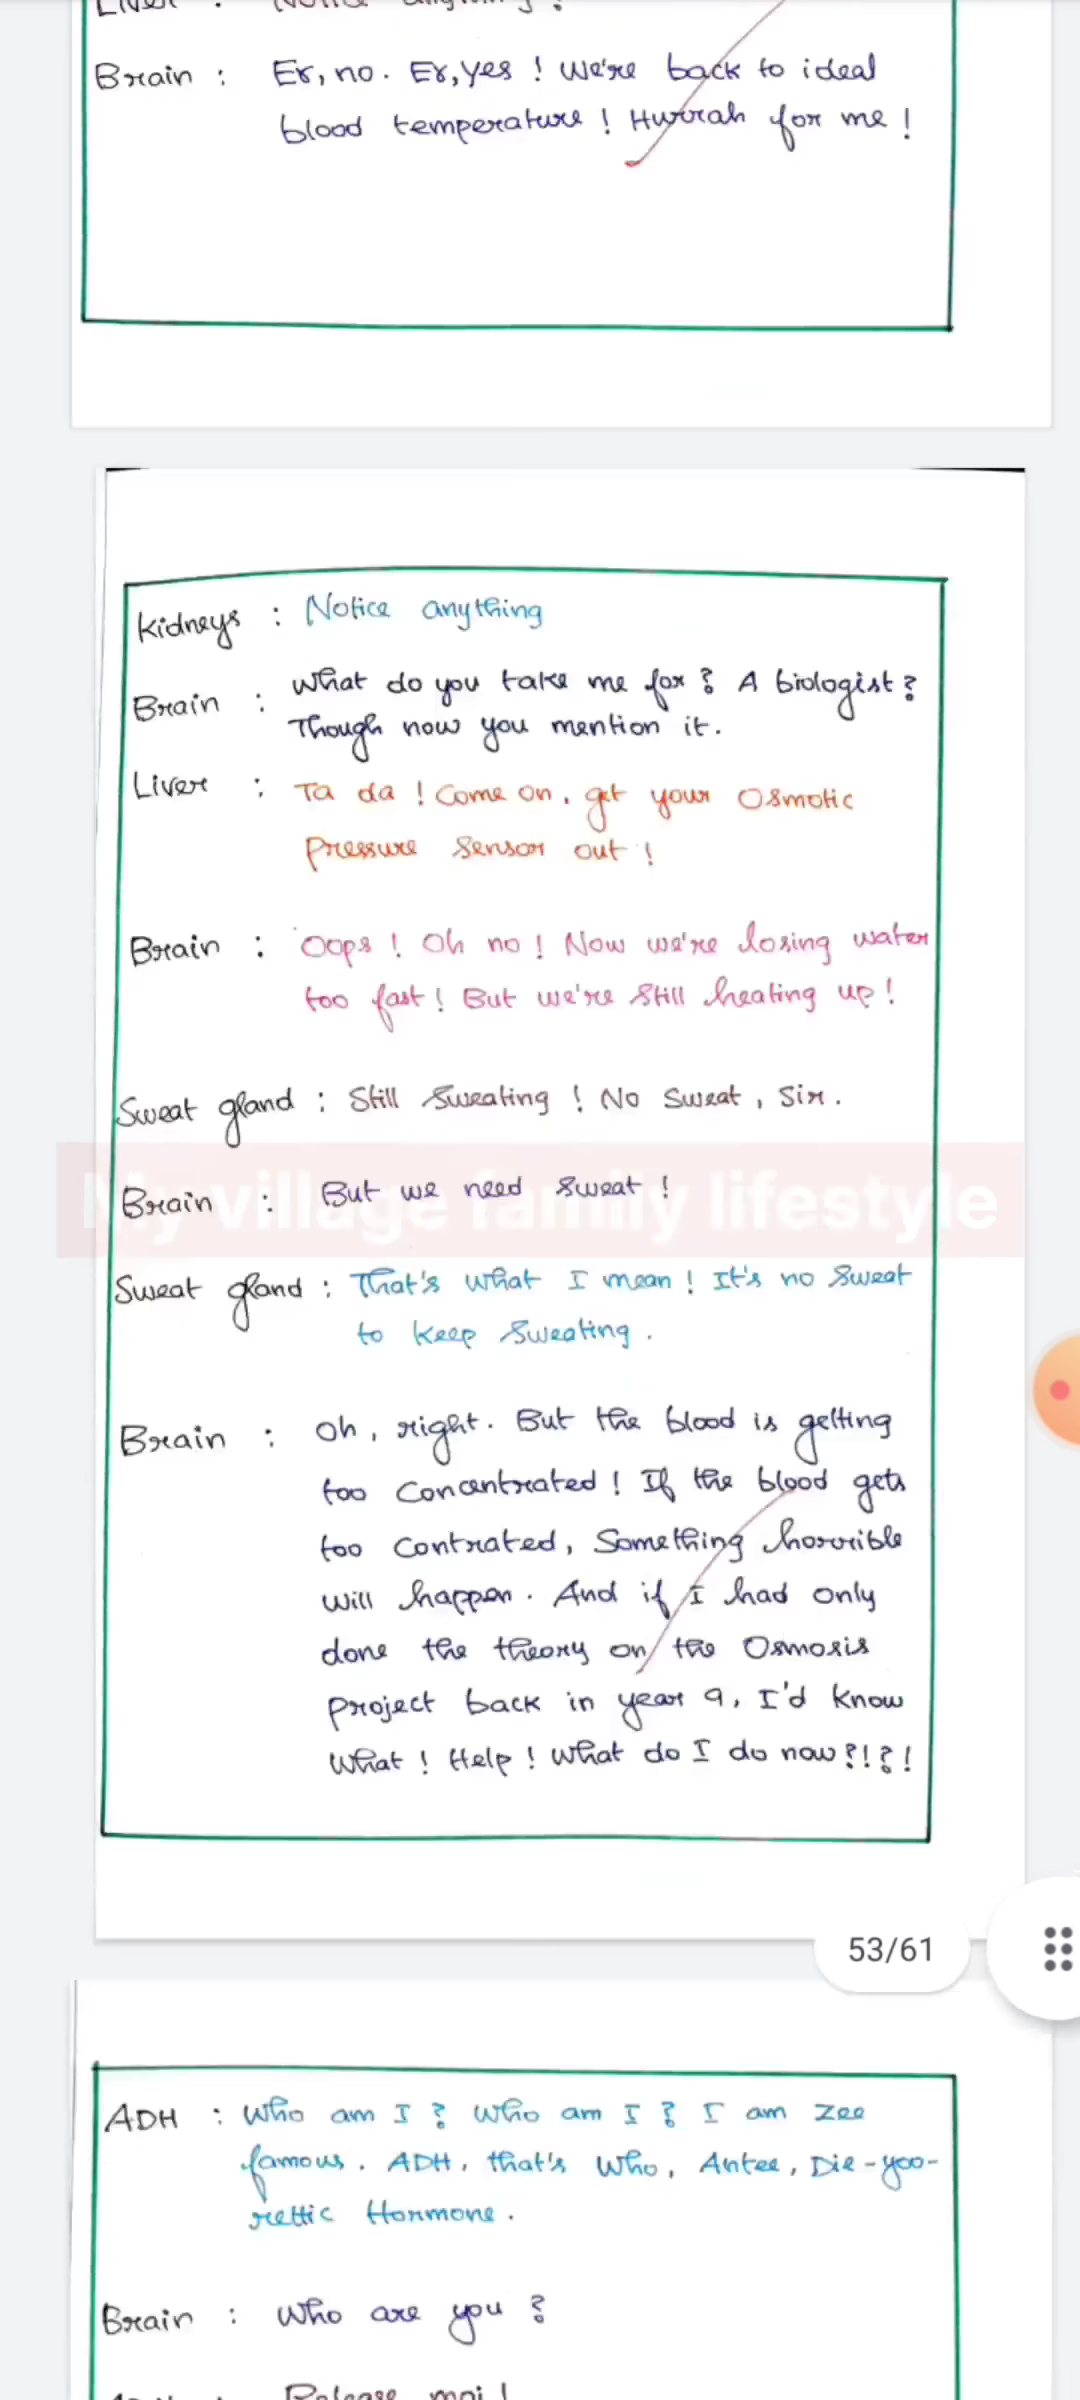 Liver :
Brain : Er, no. Er, yes ! We're back to ideal
blood temperature ! Hurrah for me !
Kidneys : Notice anything
Brain : What do you take me for ? A biologist ?
Though now you mention it.
Liver : Ta da ! Come on, get your Osmotic
Pressure Sensor out !
Brain : Oops ! Oh no ! Now we're losing water
too fast ! But we're still heating up !
Sweat gland : Still Sweating ! No Sweat, Sir.
My village family lifestyle
Brain : But we need sweat !
Sweat gland : That's what I mean ! It's no sweat
to keep sweating.
Brain : Oh, right. But the blood is getting
too concentrated ! If the blood gets
too contrated, Something horrible
will happen. And if I had only
done the theory on the Osmosis
project back in year 9, I'd know
what ! Help ! What do I do now ?!?!
53/61
ADH : Who am I ? Who am I ? I am Zee
famous. ADH, that's who, Antee, Die-yoo-
rettic Hormone.
Brain : Who are you ?
Release moi !